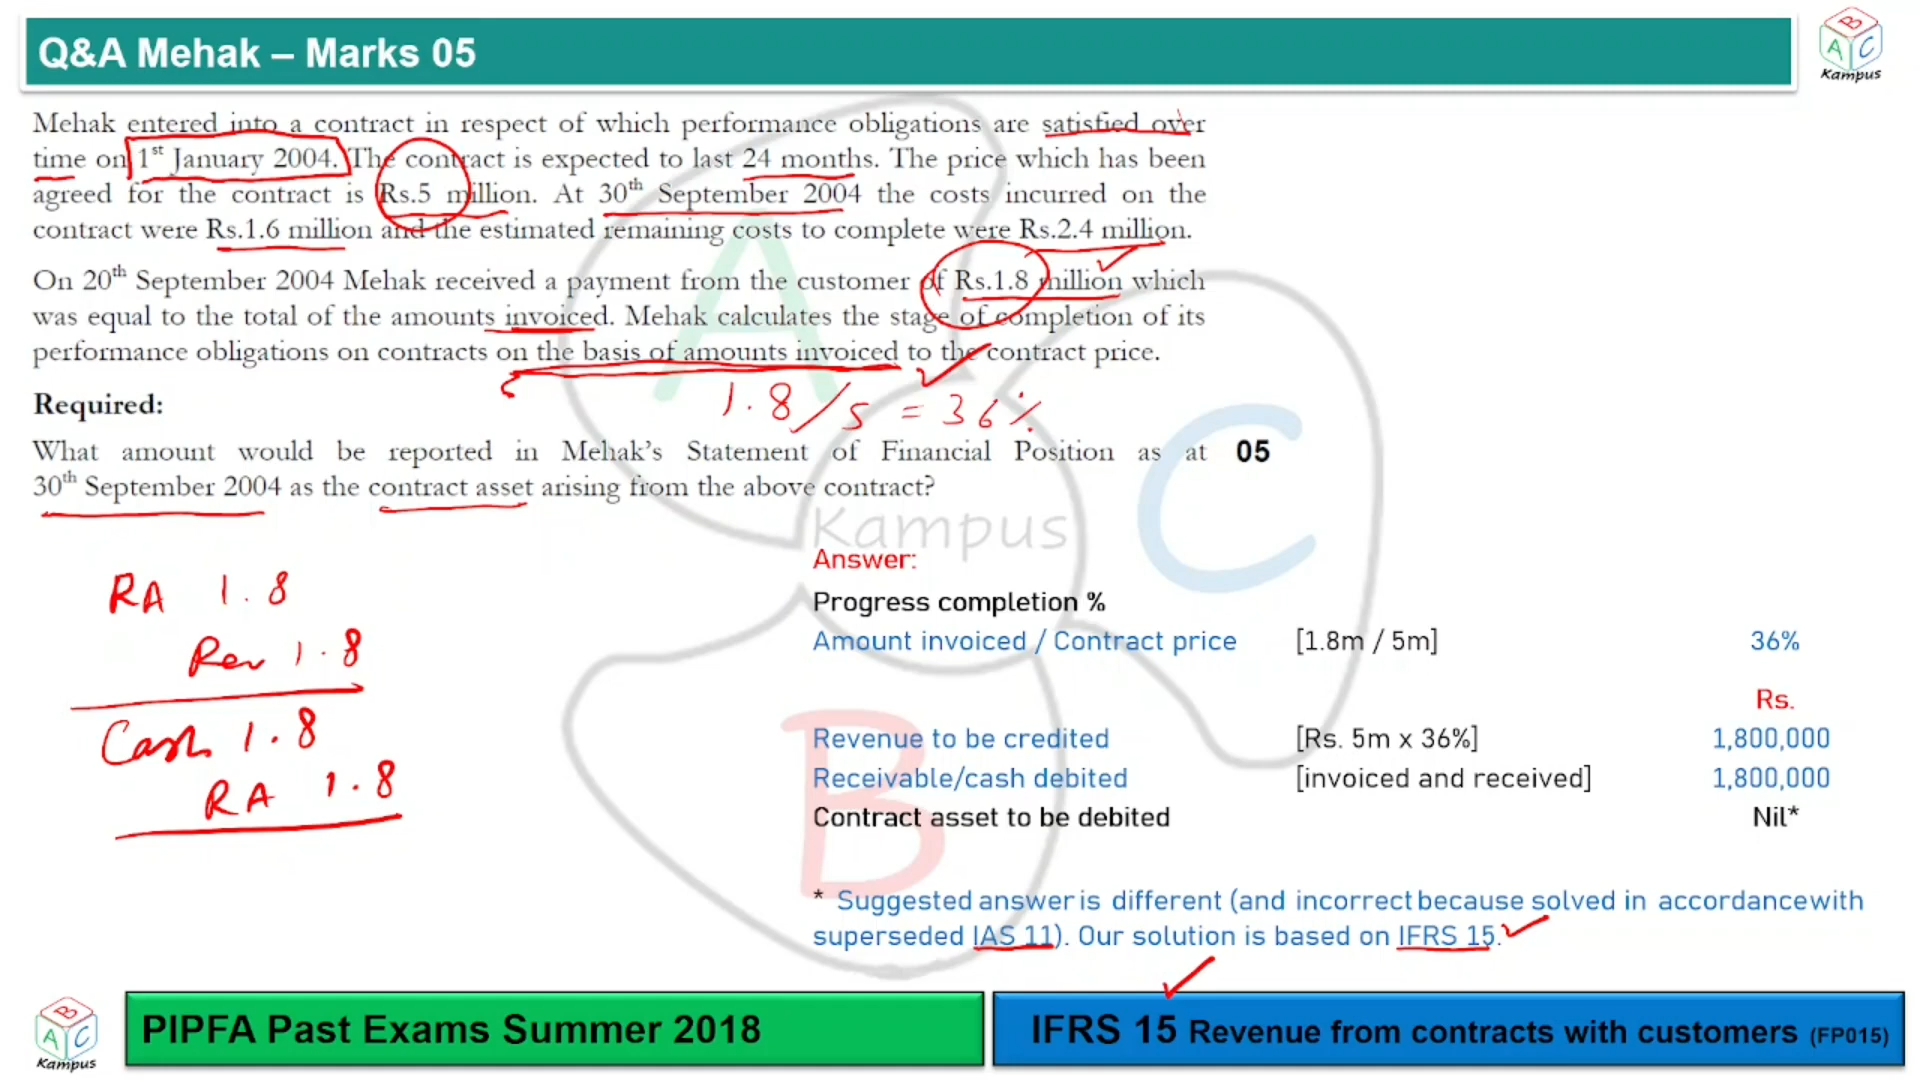 Q&A Mehak – Marks 05
B
A C
Kampus
Mehak entered into a contract in respect of which performance obligations are satisfied over
time on 1st January 2004. The contract is expected to last 24 months. The price which has been
agreed for the contract is Rs.5 million. At 30th September 2004 the costs incurred on the
contract were Rs.1.6 million and the estimated remaining costs to complete were Rs.2.4 million.
On 20th September 2004 Mehak received a payment from the customer of Rs.1.8 million which
was equal to the total of the amounts invoiced. Mehak calculates the stage of completion of its
performance obligations on contracts on the basis of amounts invoiced to the contract price.
1.8/5 = 36%
Required:
What amount would be reported in Mehak's Statement of Financial Position as at 05
30th September 2004 as the contract asset arising from the above contract?
A
Kampus
C
B
RA 1.8
Rev 1.8
Cash 1.8
RA 1.8
Answer:
Progress completion %
Amount invoiced / Contract price [1.8m / 5m] 36%
Rs.
Revenue to be credited [Rs. 5m x 36%] 1,800,000
Receivable/cash debited [invoiced and received] 1,800,000
Contract asset to be debited Nil*
* Suggested answer is different (and incorrect because solved in accordancewith
superseded IAS 11). Our solution is based on IFRS 15.
B
A C
Kampus
PIPFA Past Exams Summer 2018
IFRS 15 Revenue from contracts with customers (FP015)